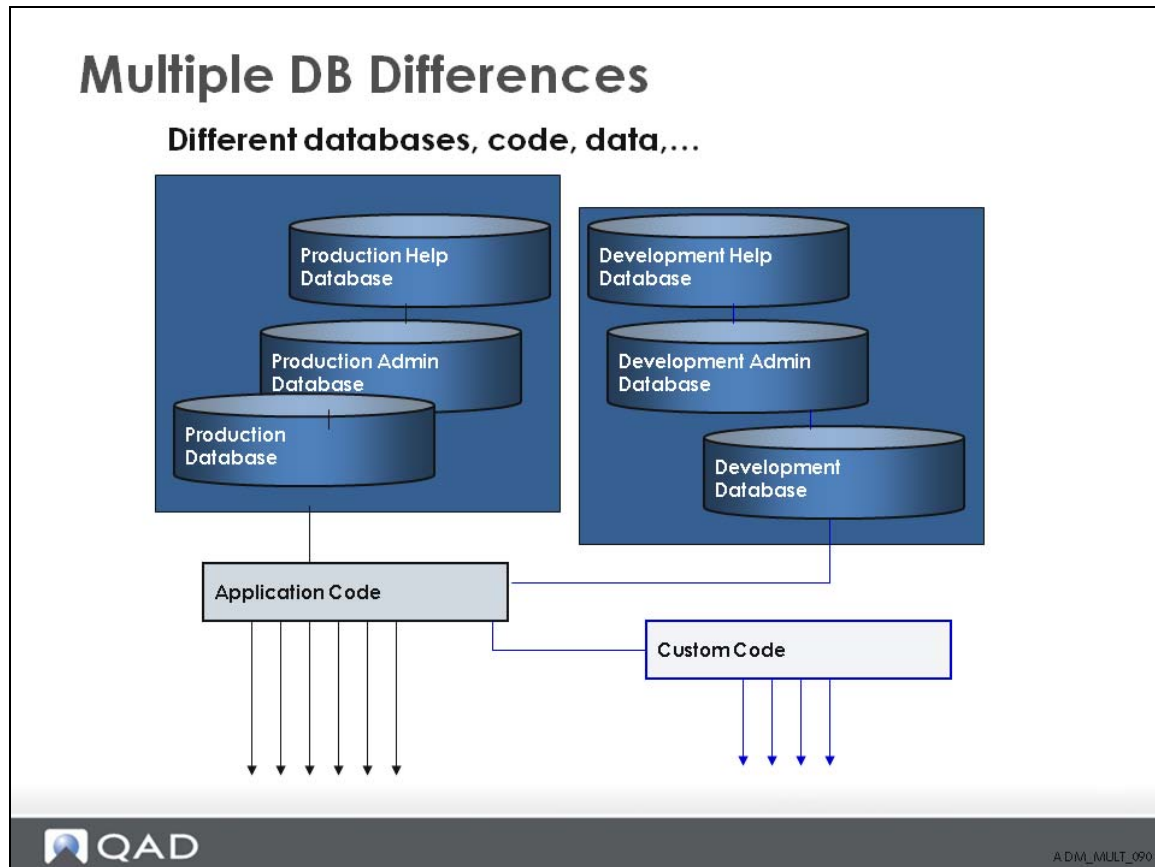 Multiple DB Differences
Different databases, code, data,…
Production Help
Database
Production Admin
Database
Production
Database
Development Help
Database
Development Admin
Database
Development
Database
Application Code
Custom Code
QAD
ADM_MULT_090